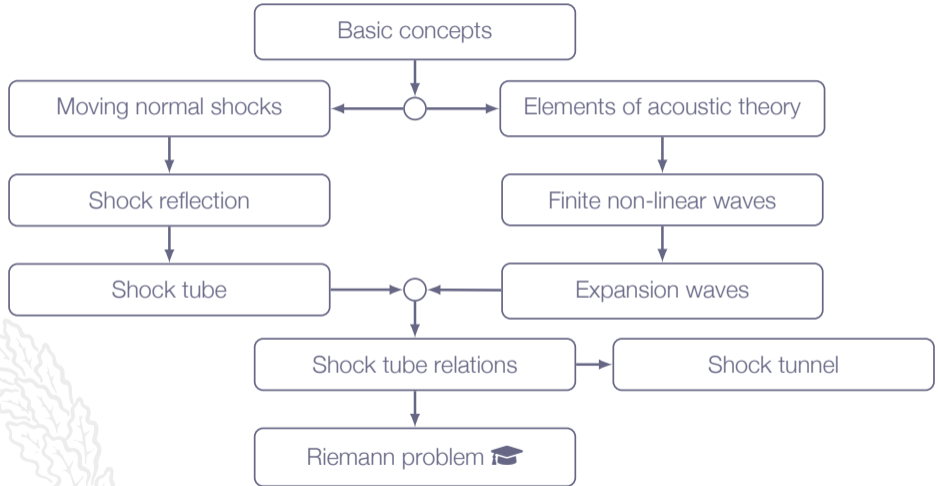 Basic concepts
Moving normal shocks
Elements of acoustic theory
Shock reflection
Finite non-linear waves
Shock tube
Expansion waves
Shock tube relations
Shock tunnel
Riemann problem